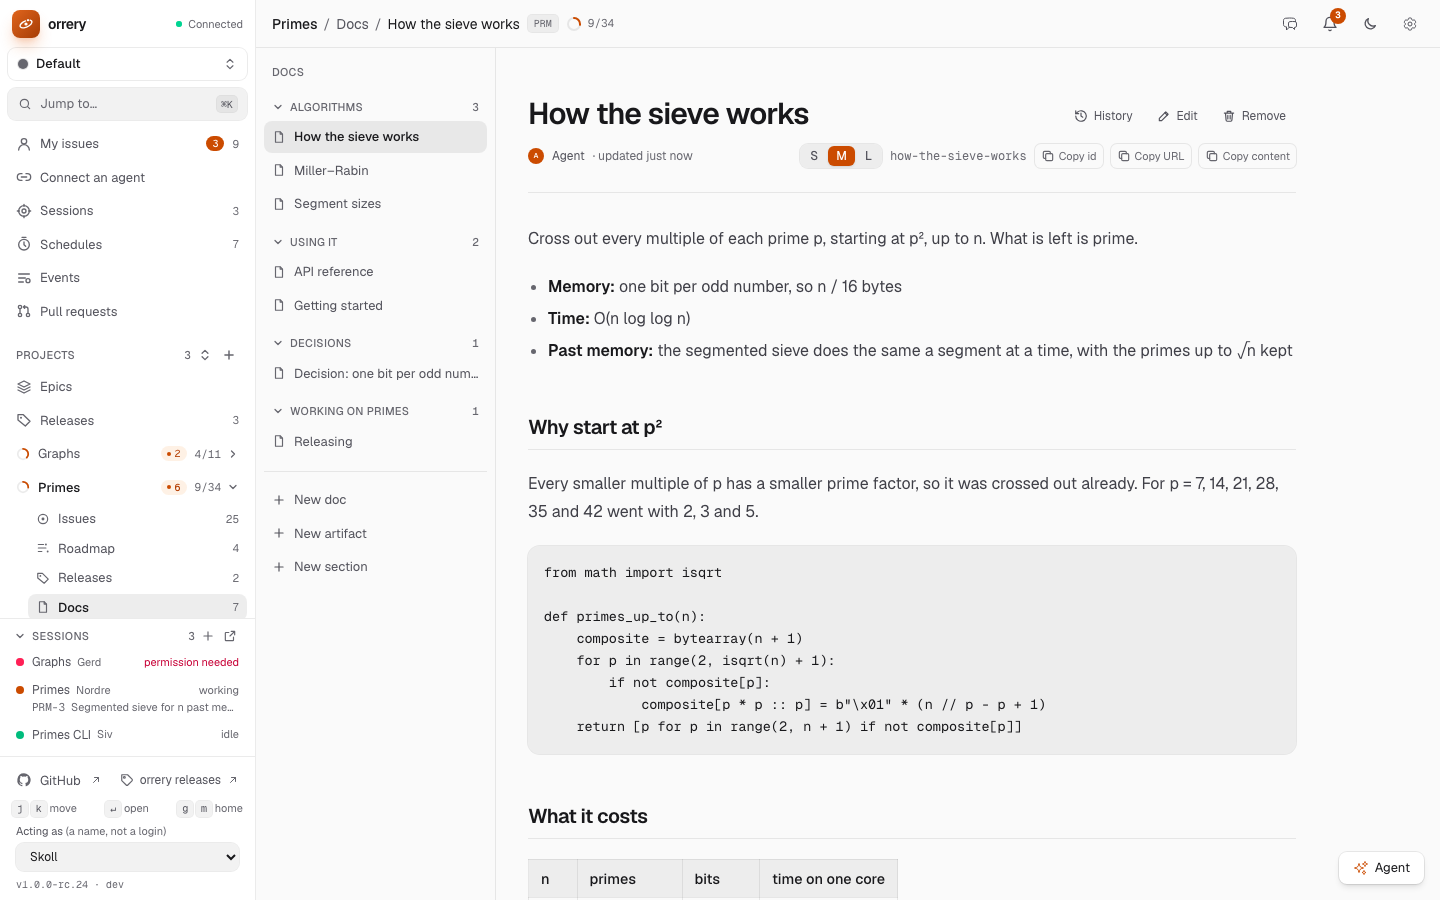 orrery
Connected
Default
Jump to...
⌘K
My issues 3 9
Connect an agent
Sessions 3
Schedules 7
Events
Pull requests
PROJECTS 3
Epics
Releases 3
Graphs 2 4/11
Primes 6 9/34
Issues 25
Roadmap 4
Releases 2
Docs 7
SESSIONS 3
Graphs Gerd permission needed
Primes Nordre working
PRM-3 Segmented sieve for n past me...
Primes CLI Siv idle
GitHub ↗ orrery releases ↗
j k move ↵ open g m home
Acting as (a name, not a login)
Skoll
v1.0.0-rc.24 · dev
Primes / Docs / How the sieve works PRM 9/34
3
DOCS
ALGORITHMS 3
How the sieve works
Miller–Rabin
Segment sizes
USING IT 2
API reference
Getting started
DECISIONS 1
Decision: one bit per odd num...
WORKING ON PRIMES 1
Releasing
+ New doc
+ New artifact
+ New section
How the sieve works
History Edit Remove
A Agent · updated just now
S M L how-the-sieve-works Copy id Copy URL Copy content
Cross out every multiple of each prime p, starting at p², up to n. What is left is prime.
• Memory: one bit per odd number, so n / 16 bytes
• Time: O(n log log n)
• Past memory: the segmented sieve does the same a segment at a time, with the primes up to √n kept
Why start at p²
Every smaller multiple of p has a smaller prime factor, so it was crossed out already. For p = 7, 14, 21, 28,
35 and 42 went with 2, 3 and 5.
from math import isqrt
def primes_up_to(n):
    composite = bytearray(n + 1)
    for p in range(2, isqrt(n) + 1):
        if not composite[p]:
            composite[p * p :: p] = b"\x01" * (n // p - p + 1)
    return [p for p in range(2, n + 1) if not composite[p]]
What it costs
n primes bits time on one core
Agent